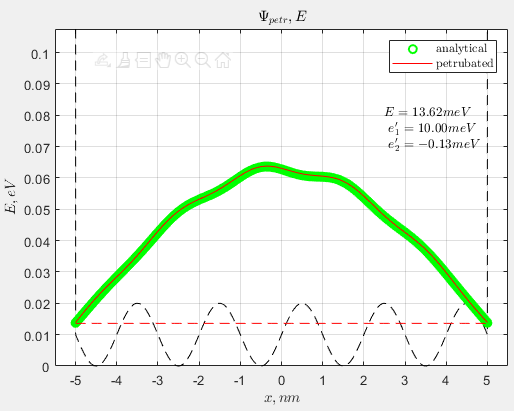 Ψ_petr, E
analytical
petrubated
E = 13.62meV
e′_1 = 10.00meV
e′_2 = −0.13meV
E, eV
0.1
0.09
0.08
0.07
0.06
0.05
0.04
0.03
0.02
0.01
0
-5 -4 -3 -2 -1 0 1 2 3 4 5
x, nm